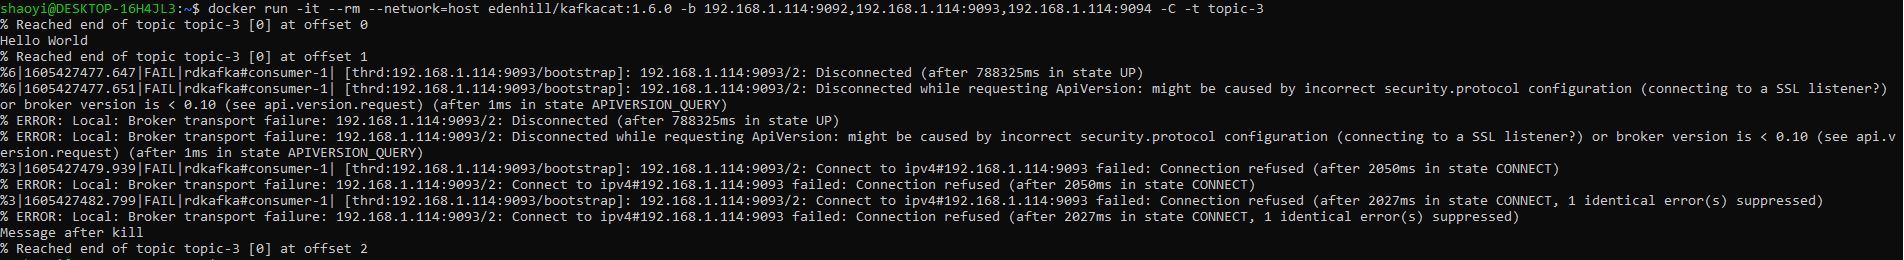 shaoyi@DESKTOP-16H4JL3:~$ docker run -it --rm --network=host edenhill/kafkacat:1.6.0 -b 192.168.1.114:9092,192.168.1.114:9093,192.168.1.114:9094 -C -t topic-3
% Reached end of topic topic-3 [0] at offset 0
Hello World
% Reached end of topic topic-3 [0] at offset 1
%6|1605427477.647|FAIL|rdkafka#consumer-1| [thrd:192.168.1.114:9093/bootstrap]: 192.168.1.114:9093/2: Disconnected (after 788325ms in state UP)
%6|1605427477.651|FAIL|rdkafka#consumer-1| [thrd:192.168.1.114:9093/bootstrap]: 192.168.1.114:9093/2: Disconnected while requesting ApiVersion: might be caused by incorrect security.protocol configuration (connecting to a SSL listener?)
or broker version is < 0.10 (see api.version.request) (after 1ms in state APIVERSION_QUERY)
% ERROR: Local: Broker transport failure: 192.168.1.114:9093/2: Disconnected (after 788325ms in state UP)
% ERROR: Local: Broker transport failure: 192.168.1.114:9093/2: Disconnected while requesting ApiVersion: might be caused by incorrect security.protocol configuration (connecting to a SSL listener?) or broker version is < 0.10 (see api.v
ersion.request) (after 1ms in state APIVERSION_QUERY)
%3|1605427479.939|FAIL|rdkafka#consumer-1| [thrd:192.168.1.114:9093/bootstrap]: 192.168.1.114:9093/2: Connect to ipv4#192.168.1.114:9093 failed: Connection refused (after 2050ms in state CONNECT)
% ERROR: Local: Broker transport failure: 192.168.1.114:9093/2: Connect to ipv4#192.168.1.114:9093 failed: Connection refused (after 2050ms in state CONNECT)
%3|1605427482.799|FAIL|rdkafka#consumer-1| [thrd:192.168.1.114:9093/bootstrap]: 192.168.1.114:9093/2: Connect to ipv4#192.168.1.114:9093 failed: Connection refused (after 2027ms in state CONNECT, 1 identical error(s) suppressed)
% ERROR: Local: Broker transport failure: 192.168.1.114:9093/2: Connect to ipv4#192.168.1.114:9093 failed: Connection refused (after 2027ms in state CONNECT, 1 identical error(s) suppressed)
Message after kill
% Reached end of topic topic-3 [0] at offset 2